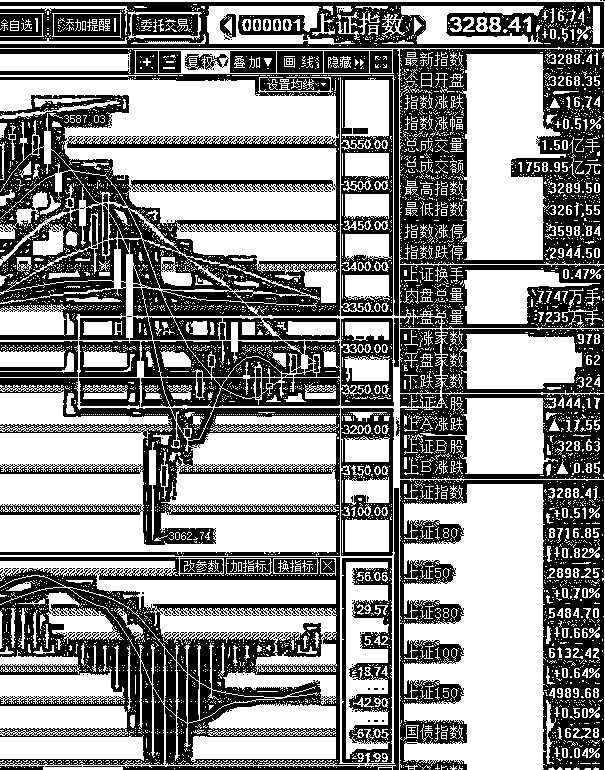 添加提醒 委托交易 000001 上证指数 3288.41 16.74
+0.51%
复权 叠加 画线 隐藏
设置均线
3587.03
3550.00
3500.00
3450.00
3400.00
3350.00
3300.00
3250.00
3200.00
3150.00
3100.00
3062.74
改参数 加指标 换指标
56.06
29.57
5.42
-18.74
-42.90
-67.05
-91.99
最新指数 3288.41
今日开盘 3268.35
指数涨跌 ▲16.74
指数涨幅 +0.51%
总成交量 1.50亿手
总成交额 1758.95亿元
最高指数 3289.50
最低指数 3261.55
指数涨停 3598.84
指数跌停 2944.50
上证换手 0.47%
内盘总量 7747万手
外盘总量 7235万手
上涨家数 978
平盘家数 62
下跌家数 324
上证A股 3444.17
上A涨跌 ▲17.55
上证B股 328.63
上B涨跌 ▲0.85
上证指数 3288.41
+0.51%
上证180 8716.85
+0.82%
上证50 2898.25
+0.70%
上证380 5484.70
+0.66%
上证100 6132.42
+0.64%
上证150 4989.68
+0.50%
国债指数 162.28
+0.04%